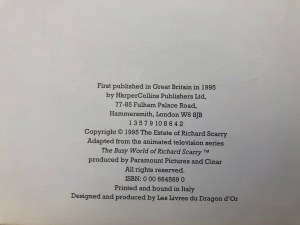 First published in Great Britain in 1995
by HarperCollins Publishers Ltd,
77-85 Fulham Palace Road,
Hammersmith, London W6 8JB
1 3 5 7 9 10 8 6 4 2
Copyright © 1995 The Estate of Richard Scarry
Adapted from the animated television series
The Busy World of Richard Scarry ™
produced by Paramount Pictures and Cinar
All rights reserved.
ISBN: 0 00 664569 0
Printed and bound in Italy
Designed and produced by Les Livres du Dragon d'Or